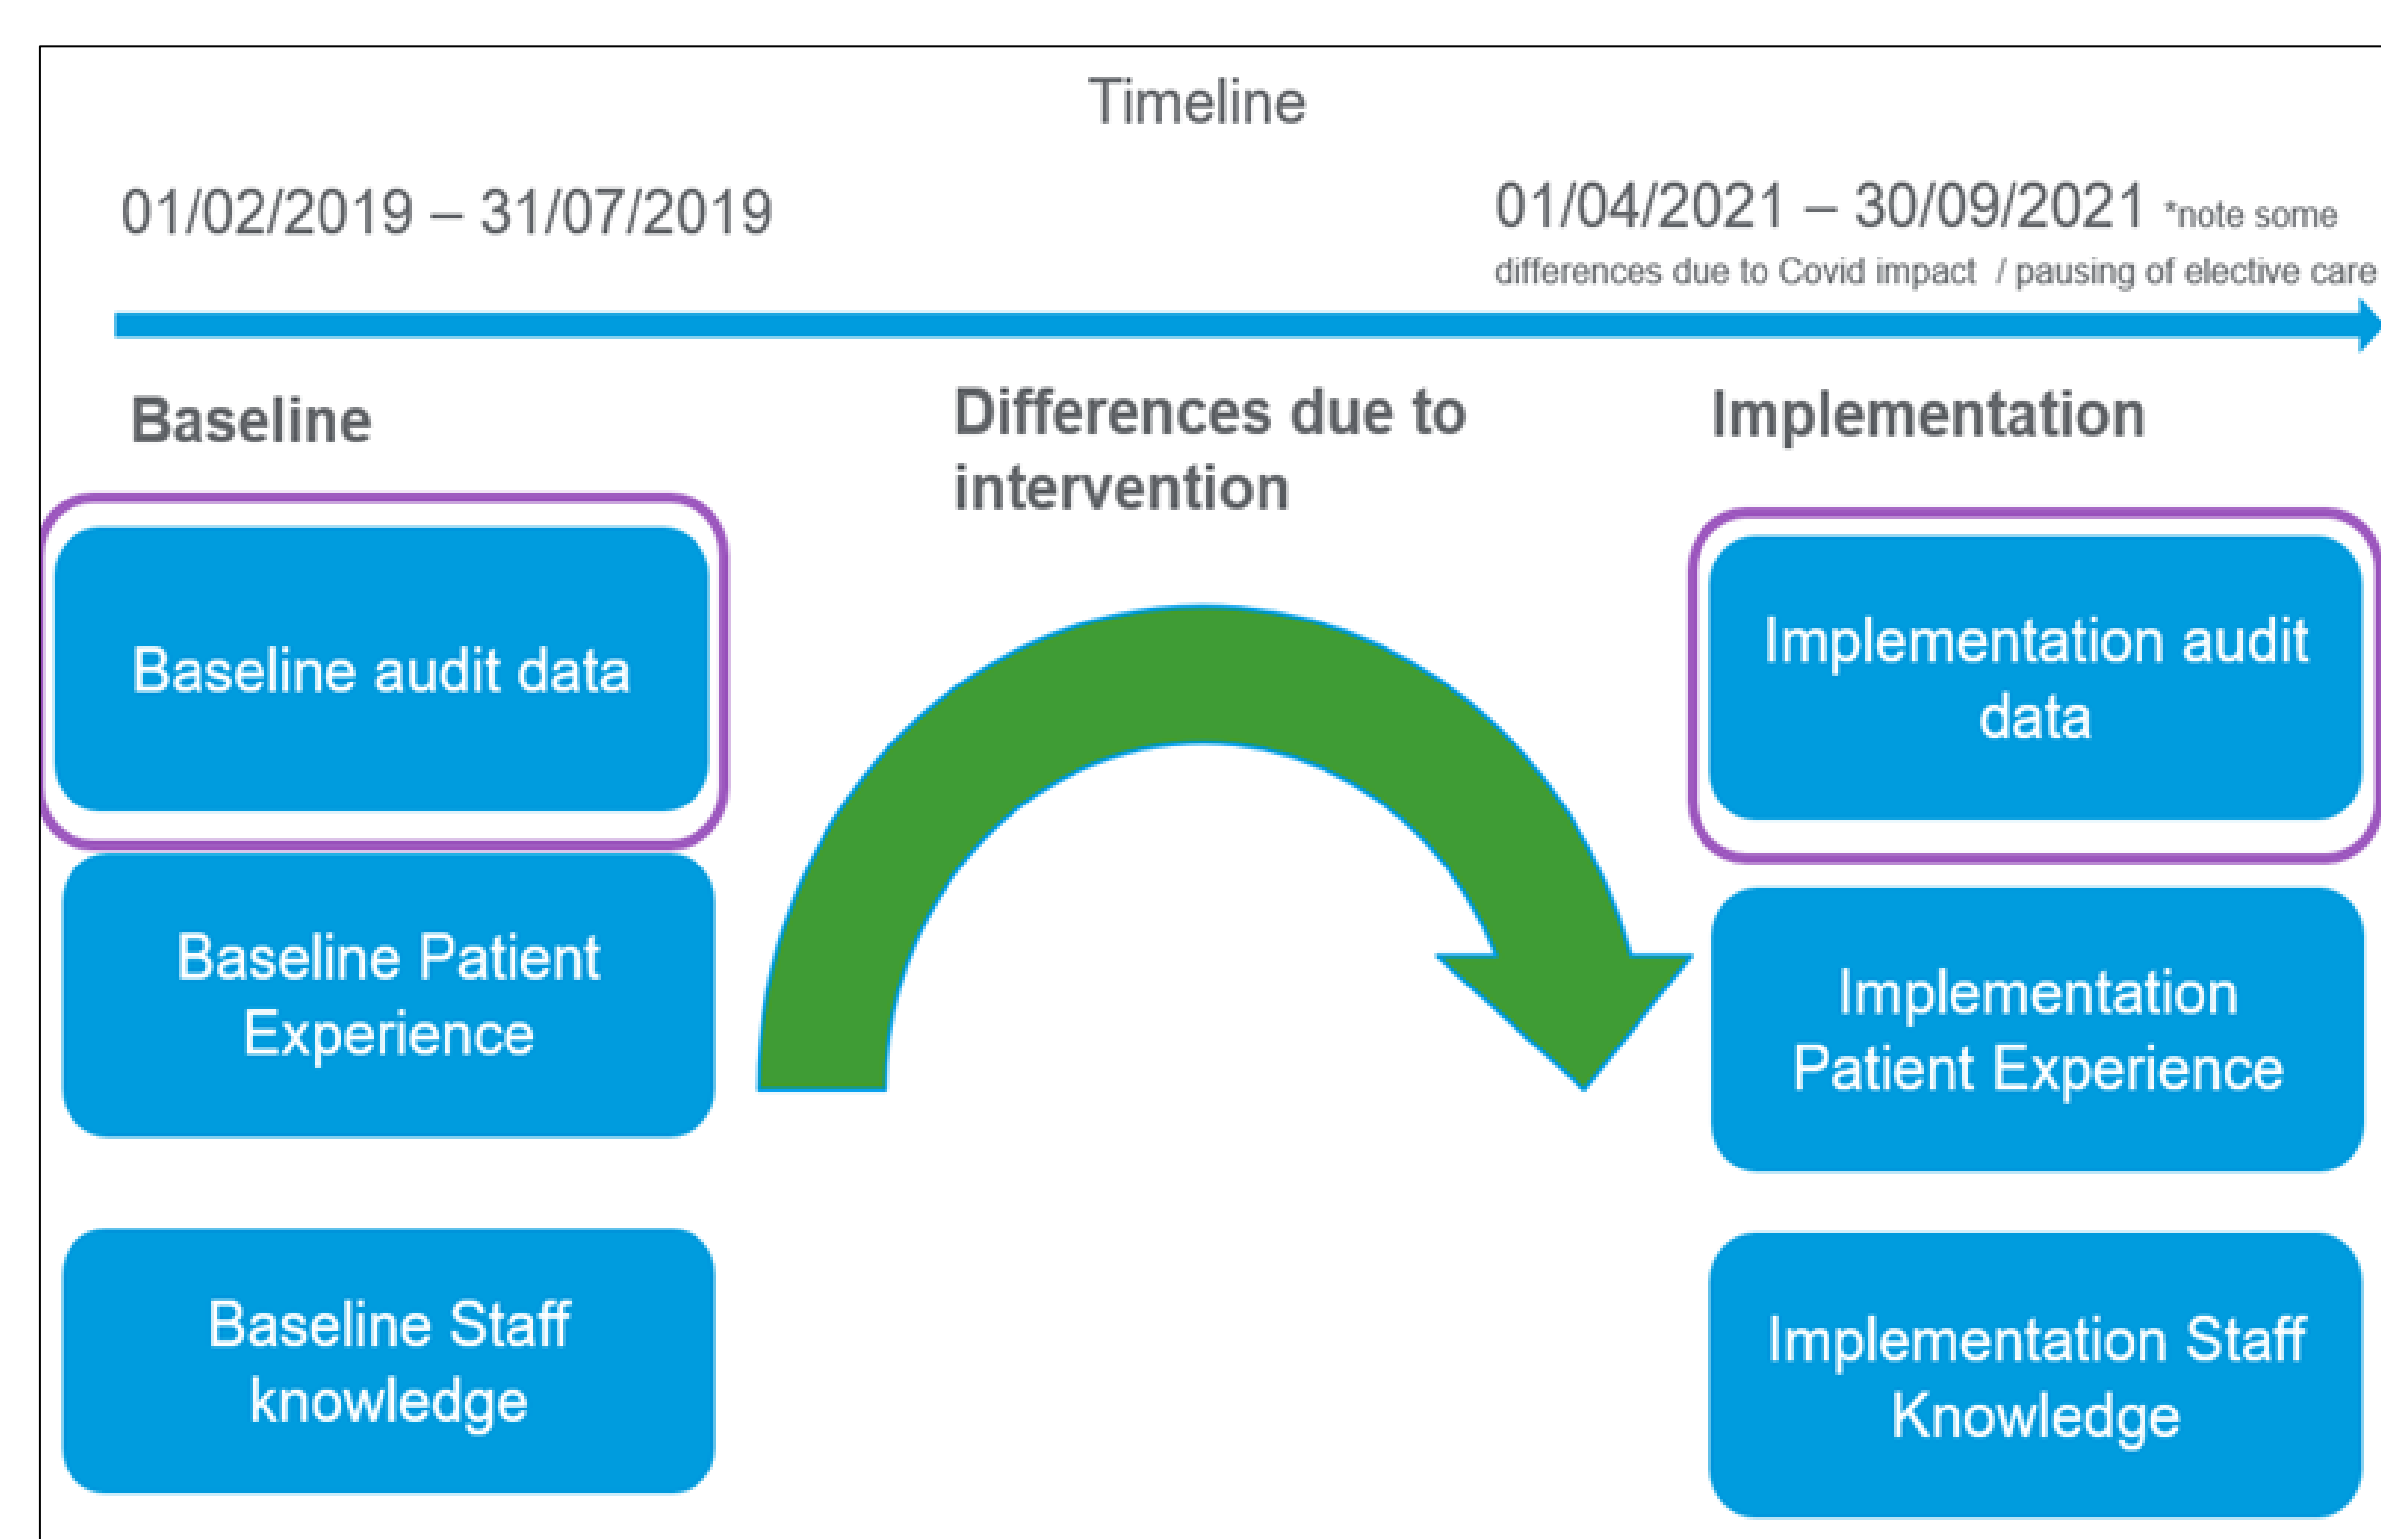 Timeline
01/02/2019 – 31/07/2019
01/04/2021 – 30/09/2021 *note some
differences due to Covid impact / pausing of elective care
Baseline
Differences due to
intervention
Implementation
Baseline audit data
Implementation audit
data
Baseline Patient
Experience
Implementation
Patient Experience
Baseline Staff
knowledge
Implementation Staff
Knowledge